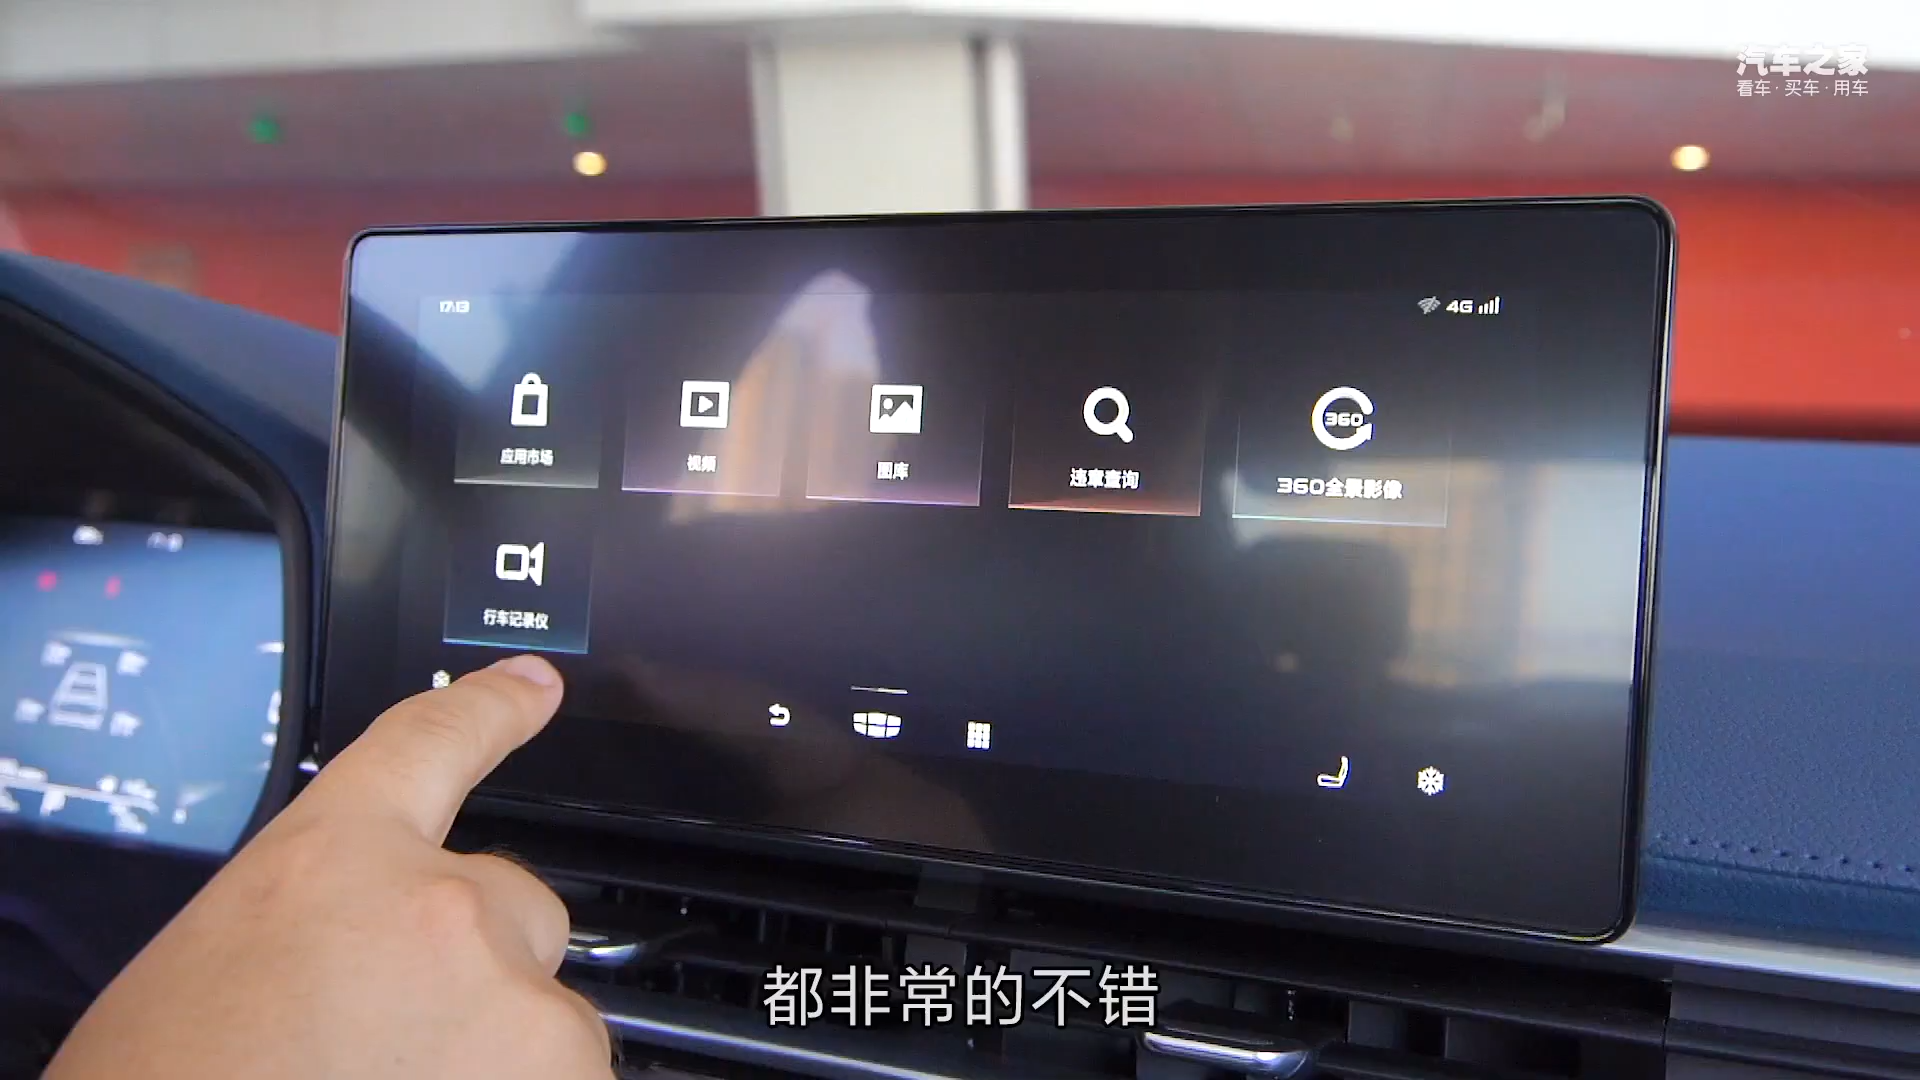 汽车之家
看车·买车·用车
17:13
4G
应用市场
视频
图库
违章查询
360
360全景影像
行车记录仪
都非常的不错